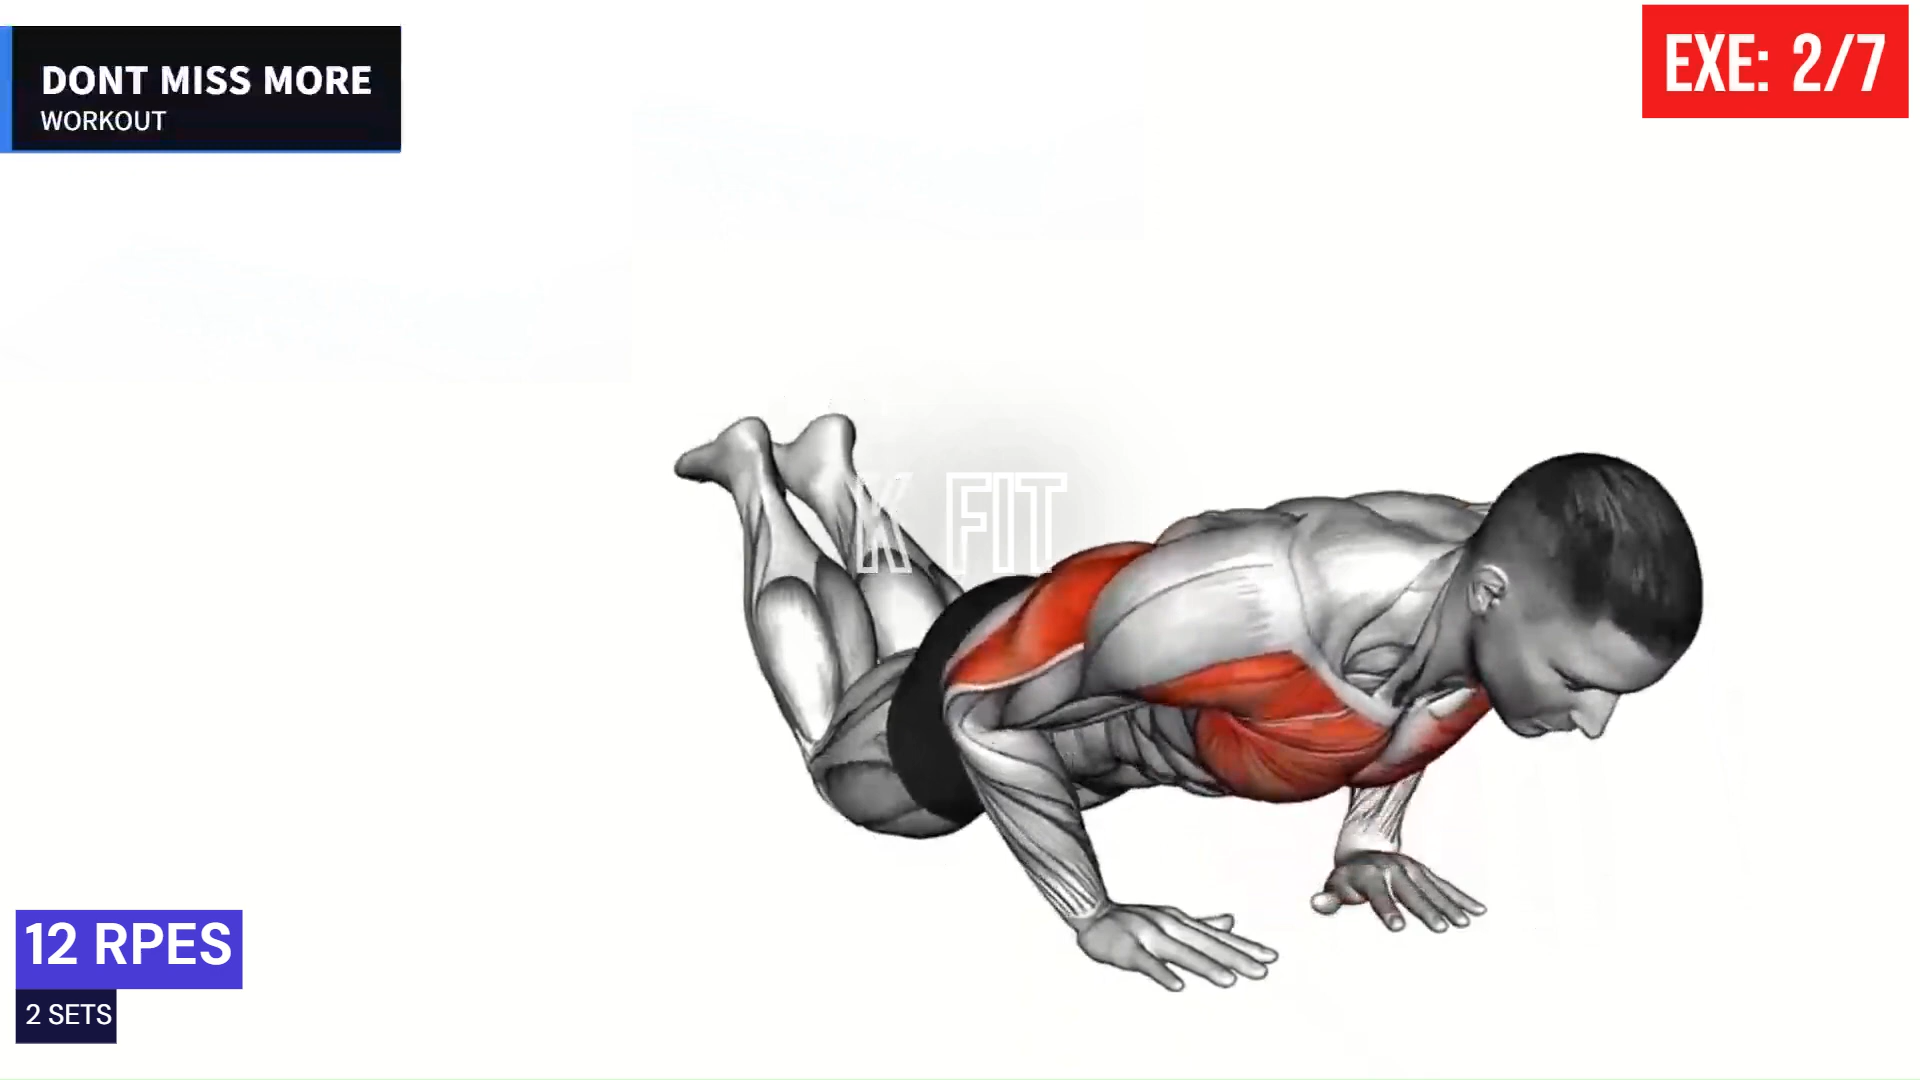 DONT MISS MORE
WORKOUT
EXE: 2/7
K FIT
12 RPES
2 SETS